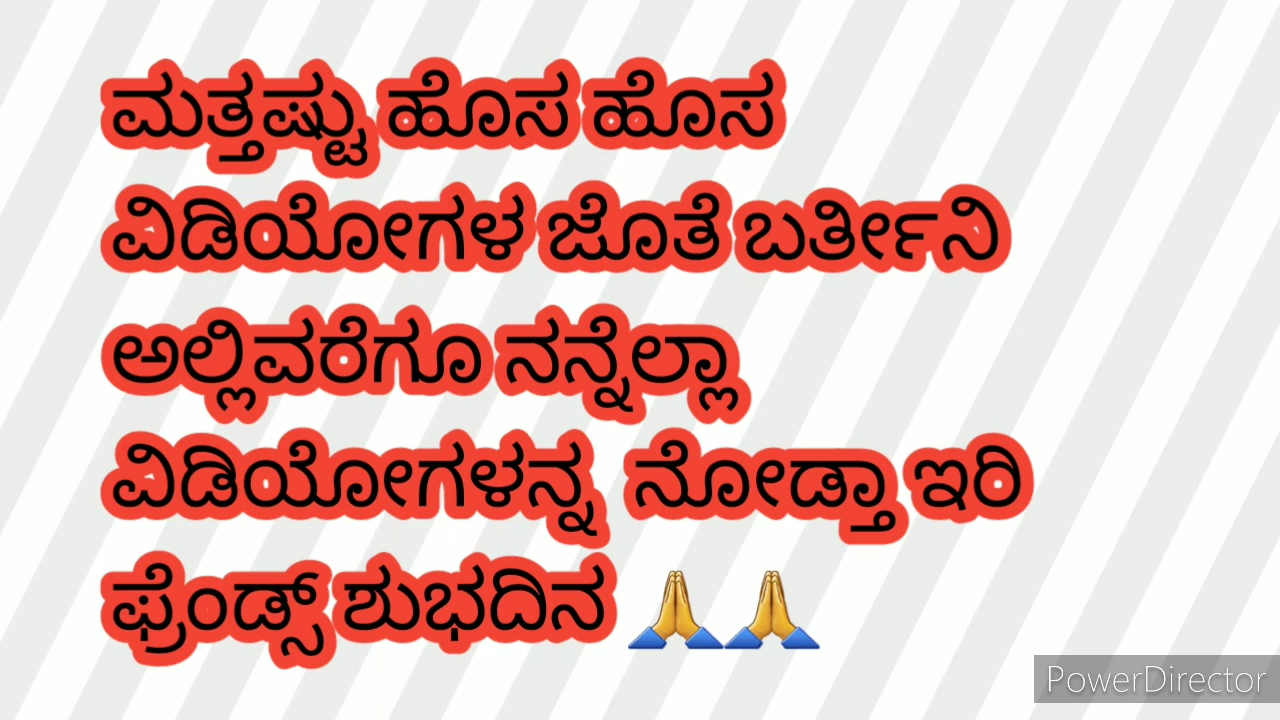 ಮತ್ತಷ್ಟು ಹೊಸ ಹೊಸ
ವಿಡಿಯೋಗಳ ಜೊತೆ ಬರ್ತೀನಿ
ಅಲ್ಲಿವರೆಗೂ ನನ್ನೆಲ್ಲಾ
ವಿಡಿಯೋಗಳನ್ನ ನೋಡ್ತಾ ಇರಿ
ಫ್ರೆಂಡ್ಸ್ ಶುಭದಿನ 🙏🙏
PowerDirector